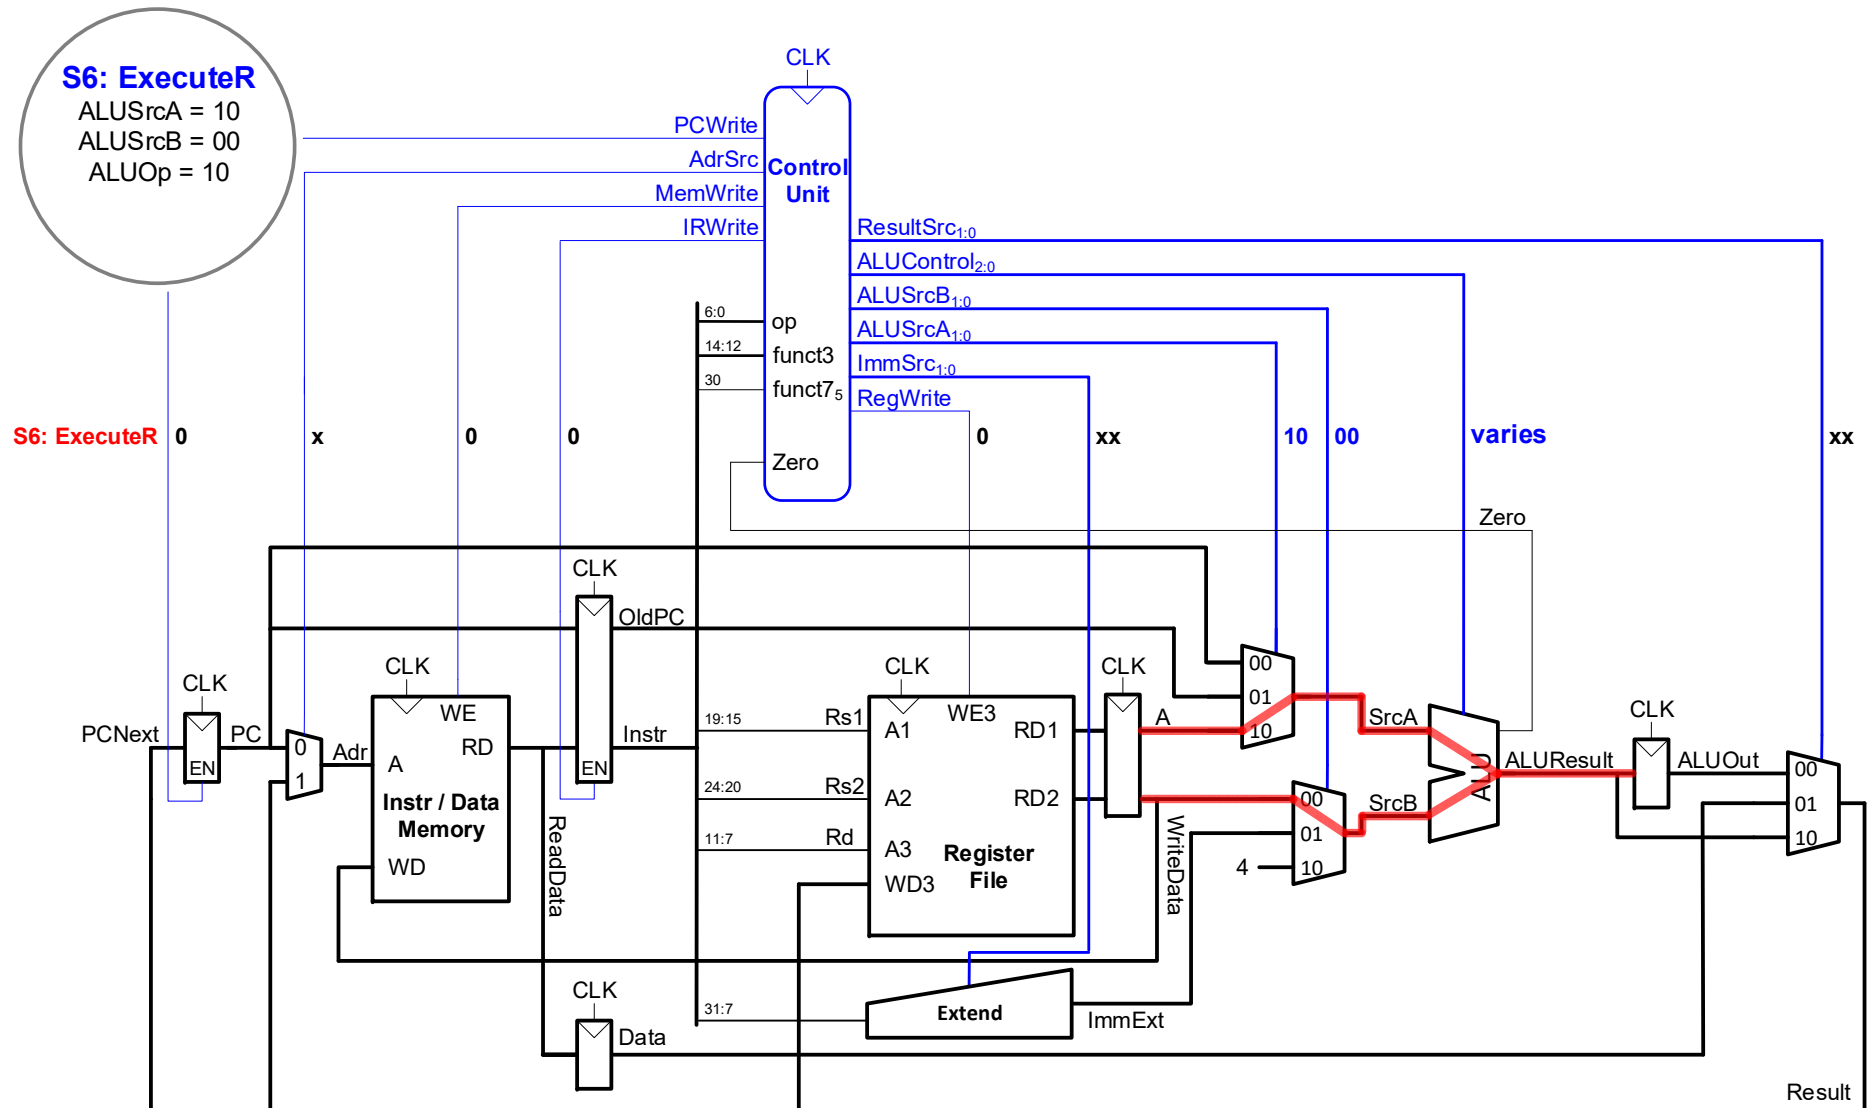 S6: ExecuteR
ALUSrcA = 10
ALUSrcB = 00
ALUOp = 10
CLK
PCWrite
AdrSrc
MemWrite
IRWrite
Control
Unit
ResultSrc1:0
ALUControl2:0
ALUSrcB1:0
ALUSrcA1:0
ImmSrc1:0
RegWrite
6:0
op
14:12
funct3
30
funct75
Zero
S6: ExecuteR
0
x
0
0
0
xx
10
00
varies
xx
Zero
CLK
OldPC
CLK
PCNext
EN
PC
0
1
Adr
CLK
WE
A
RD
Instr / Data
Memory
WD
EN
Instr
ReadData
19:15
Rs1
24:20
Rs2
11:7
Rd
CLK
WE3
A1
RD1
A2
RD2
A3
Register
File
WD3
CLK
A
WriteData
00
01
10
SrcA
00
01
4
10
SrcB
ALU
ALUResult
CLK
ALUOut
00
01
10
31:7
Extend
ImmExt
CLK
Data
Result